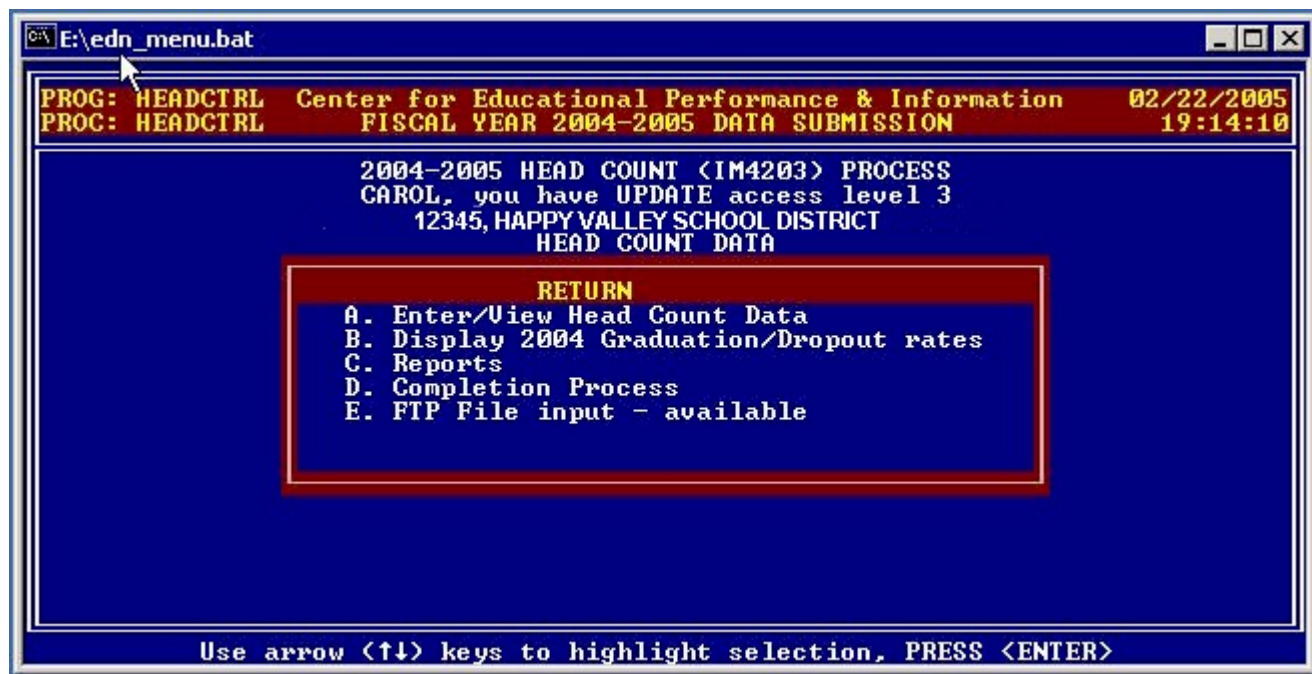 E:\edn_menu.bat
PROG: HEADCTRL Center for Educational Performance & Information 02/22/2005
PROC: HEADCTRL FISCAL YEAR 2004-2005 DATA SUBMISSION 19:14:10
2004-2005 HEAD COUNT (IM4203) PROCESS
CAROL, you have UPDATE access level 3
12345, HAPPY VALLEY SCHOOL DISTRICT
HEAD COUNT DATA
RETURN
A. Enter/View Head Count Data
B. Display 2004 Graduation/Dropout rates
C. Reports
D. Completion Process
E. FTP File input - available
Use arrow <↑↓> keys to highlight selection, PRESS <ENTER>